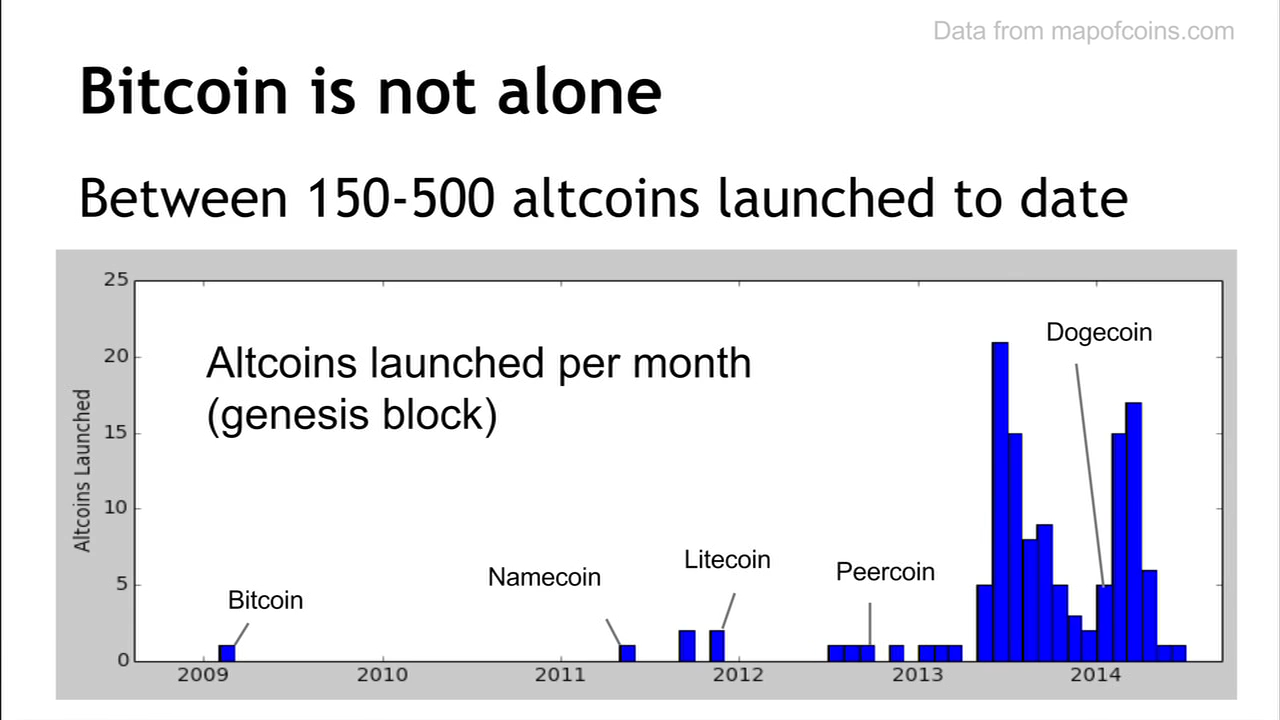 Data from mapofcoins.com
Bitcoin is not alone
Between 150-500 altcoins launched to date
Altcoins launched per month
(genesis block)
Altcoins Launched
25
20
15
10
5
0
Bitcoin
Namecoin
Litecoin
Peercoin
Dogecoin
2009
2010
2011
2012
2013
2014